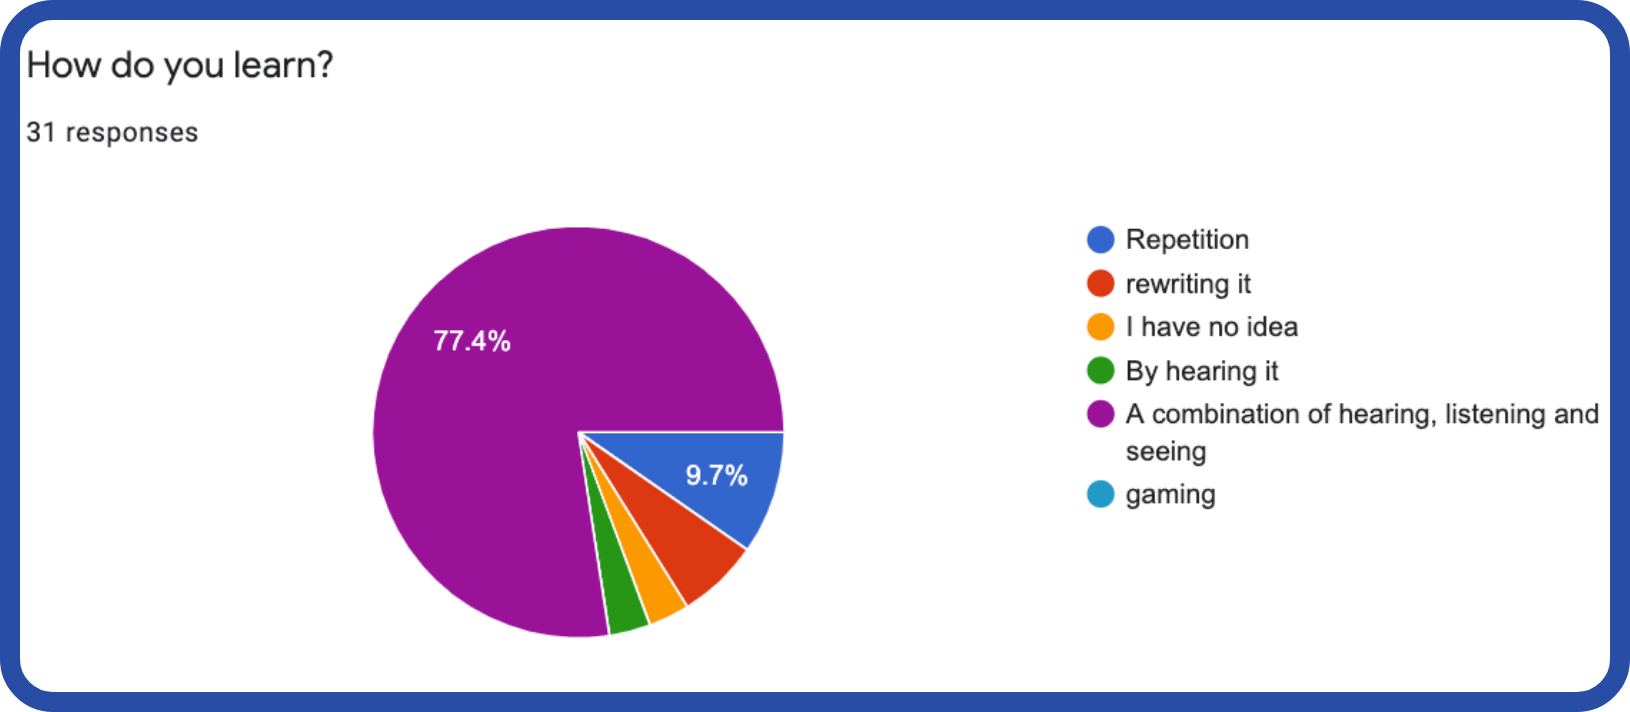 How do you learn?
31 responses
77.4%
9.7%
Repetition
rewriting it
I have no idea
By hearing it
A combination of hearing, listening and
seeing
gaming